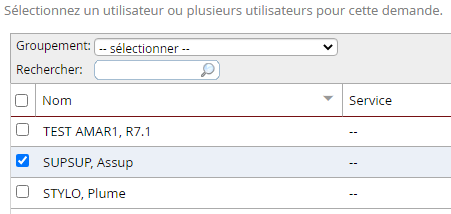 Sélectionnez un utilisateur ou plusieurs utilisateurs pour cette demande.
Groupement: -- sélectionner --
Rechercher:
Nom Service
TEST AMAR1, R7.1 --
SUPSUP, Assup --
STYLO, Plume --